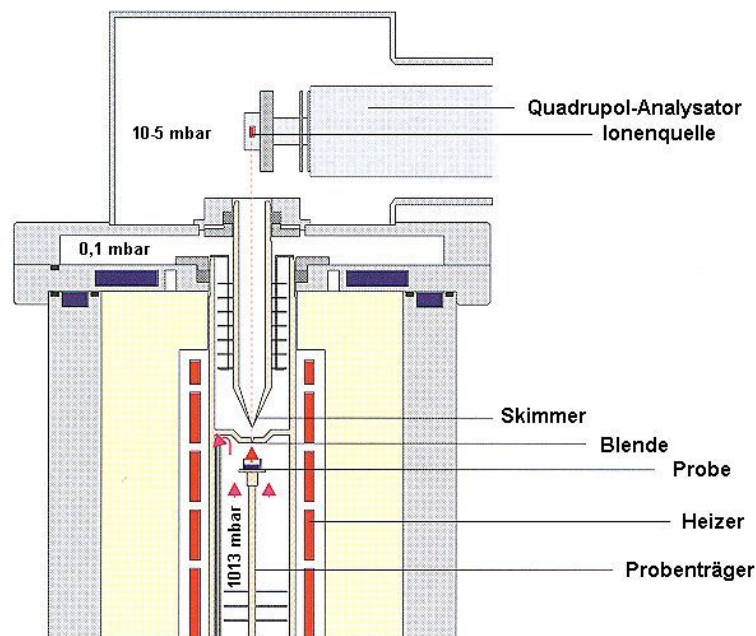 Quadrupol-Analysator
Ionenquelle
10-5 mbar
0,1 mbar
Skimmer
Blende
Probe
Heizer
1013 mbar
Probenträger